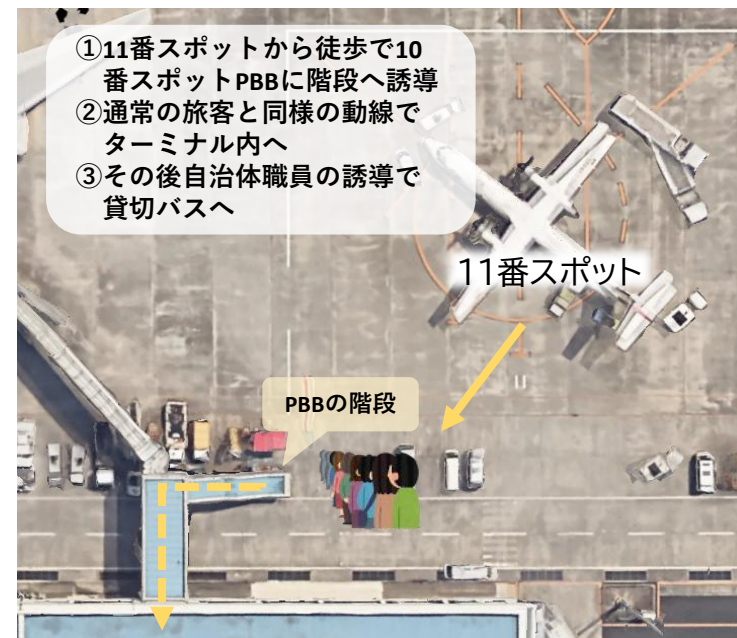 ①11番スポットから徒歩で10
番スポットPBBに階段へ誘導
②通常の旅客と同様の動線で
ターミナル内へ
③その後自治体職員の誘導で
貸切バスへ
11番スポット
PBBの階段